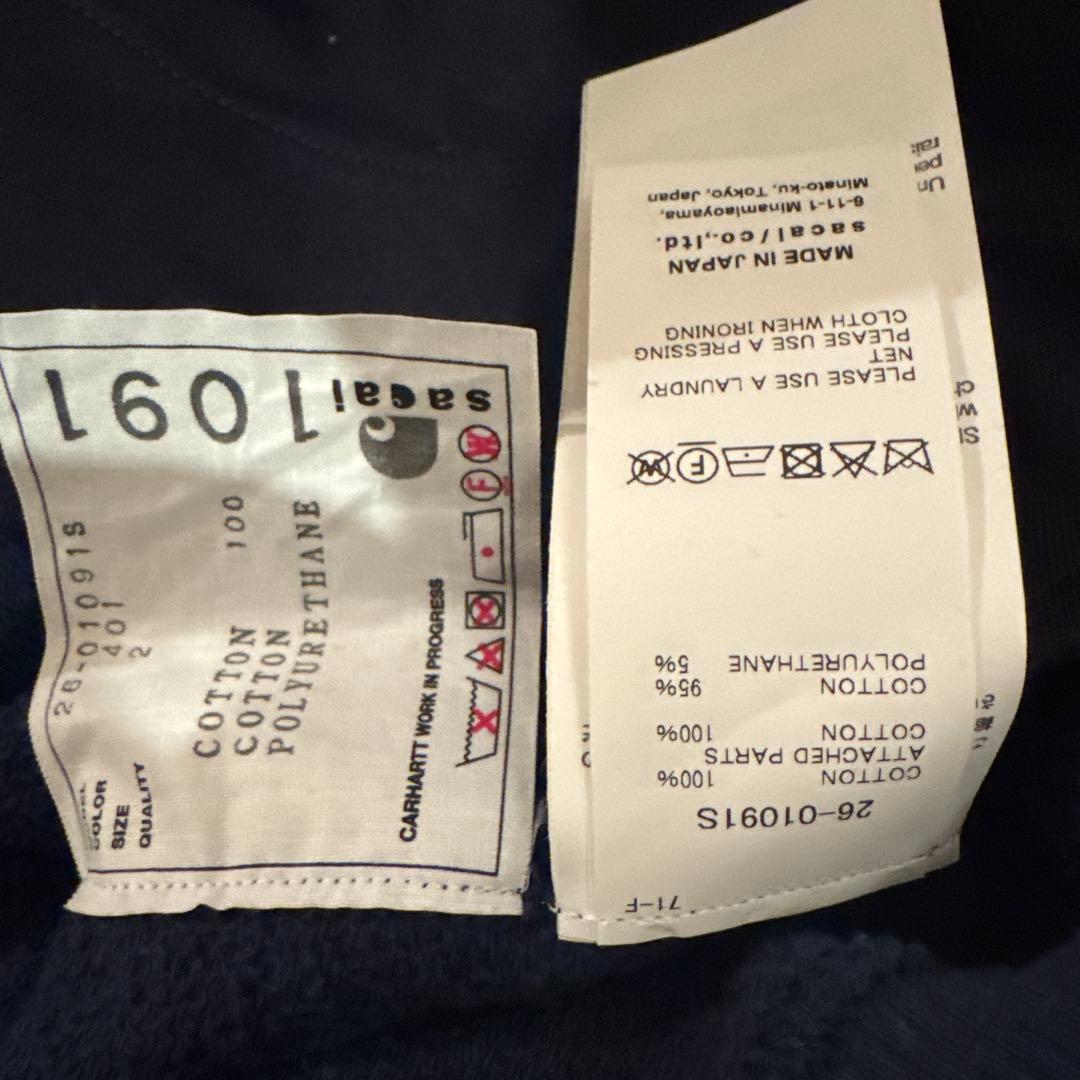 1091
sacai
26-01091S
COLOR 401
SIZE 2
QUALITY
COTTON 100
COTTON
POLYURETHANE
CARHARTT WORK IN PROGRESS
W
F
71-F
26-01091S
COTTON 100%
ATTACHED PARTS
COTTON 100%
COTTON 95%
POLYURETHANE 5%
F
W
PLEASE USE A LAUNDRY
NET
PLEASE USE A PRESSING
CLOTH WHEN IRONING
MADE IN JAPAN
sacai/co.,ltd.
6-11-1 Minamiaoyama,
Minato-ku, Tokyo, Japan